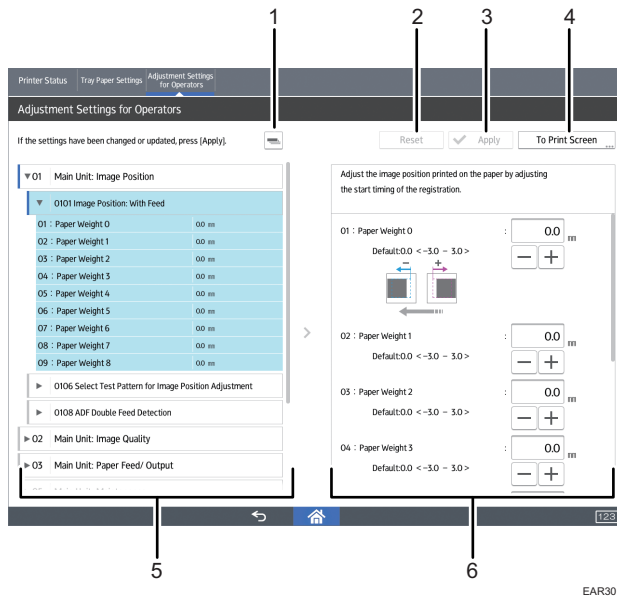 1 2 3 4
Printer Status Tray Paper Settings Adjustment Settings for Operators
Adjustment Settings for Operators
If the settings have been changed or updated, press [Apply]. Reset Apply To Print Screen
▼01 Main Unit: Image Position
▼ 0101 Image Position: With Feed
01 : Paper Weight 0 0.0 mm
02 : Paper Weight 1 0.0 mm
03 : Paper Weight 2 0.0 mm
04 : Paper Weight 3 0.0 mm
05 : Paper Weight 4 0.0 mm
06 : Paper Weight 5 0.0 mm
07 : Paper Weight 6 0.0 mm
08 : Paper Weight 7 0.0 mm
09 : Paper Weight 8 0.0 mm
▶ 0106 Select Test Pattern for Image Position Adjustment
▶ 0108 ADF Double Feed Detection
▶02 Main Unit: Image Quality
▶03 Main Unit: Paper Feed/ Output
Adjust the image position printed on the paper by adjusting
the start timing of the registration.
01 : Paper Weight 0 : 0.0 mm
Default:0.0 < −3.0 − 3.0 >
− +
− +
02 : Paper Weight 1 : 0.0 mm
Default:0.0 < −3.0 − 3.0 >
− +
03 : Paper Weight 2 : 0.0 mm
Default:0.0 < −3.0 − 3.0 >
− +
04 : Paper Weight 3 : 0.0 mm
Default:0.0 < −3.0 − 3.0 >
− +
123
5 6
EAR30